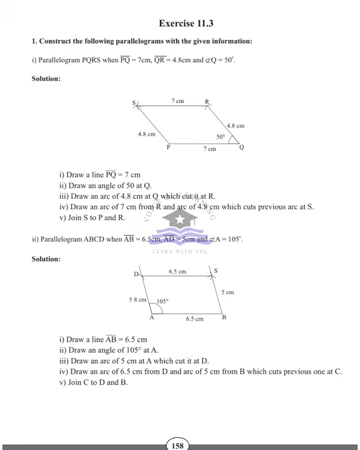 Exercise 11.3
1. Construct the following parallelograms with the given information:
i) Parallelogram PQRS when PQ = 7cm, QR = 4.8cm and ∡Q = 50°.
Solution:
S 7 cm R
4.8 cm 4.8 cm
50°
P 7 cm Q
i) Draw a line PQ = 7 cm
ii) Draw an angle of 50 at Q.
iii) Draw an arc of 4.8 cm at Q which cut it at R.
iv) Draw an arc of 7 cm from R and arc of 4.8 cm which cuts previous arc at S.
v) Join S to P and R.
ii) Parallelogram ABCD when AB = 6.5cm, AD = 5cm and ∡A = 105°.
LEARN WITH VOL
Solution:
D 6.5 cm S
5 cm
5 8 cm 105°
A 6.5 cm B
i) Draw a line AB = 6.5 cm
ii) Draw an angle of 105° at A.
iii) Draw an arc of 5 cm at A which cut it at D.
iv) Draw an arc of 6.5 cm from D and arc of 5 cm from B which cuts previous one at C.
v) Join C to D and B.
158